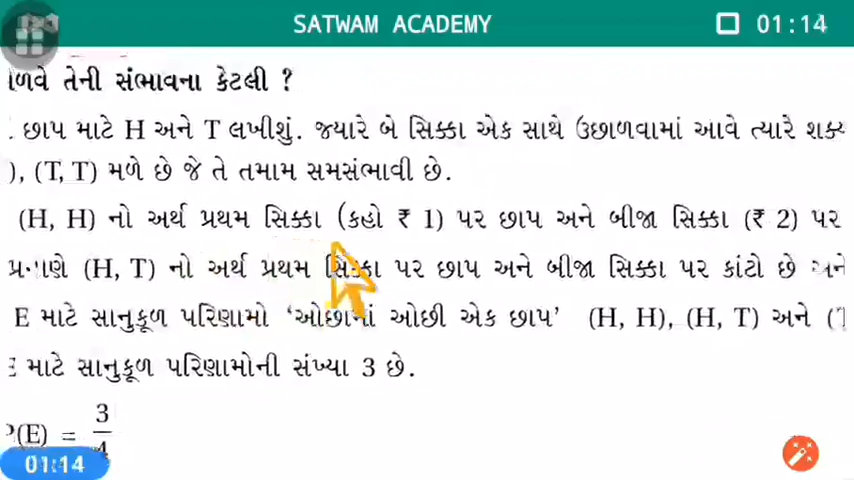 SATWAM ACADEMY
01:14
તેની સંભાવના કેટલી ?
છાપ માટે H અને T લખીશું. જ્યારે બે સિક્કા એક સાથે ઉછાળવામાં આવે ત્યારે
), (T, T) મળે છે જે તે તમામ સમસંભાવી છે.
(H, H) નો અર્થ પ્રથમ સિક્કા (કહો ₹ 1) પર છાપ અને બીજા સિક્કા (₹ 2) પર
(H, T) નો અર્થ પ્રથમ સિક્કા પર છાપ અને બીજા સિક્કા પર કાંટો છે અને
E માટે સાનુકૂળ પરિણામો ‘ઓછામાં ઓછી એક છાપ’ (H, H), (H, T) અને (
E માટે સાનુકૂળ પરિણામોની સંખ્યા 3 છે.
(E) = 3/4
01:14